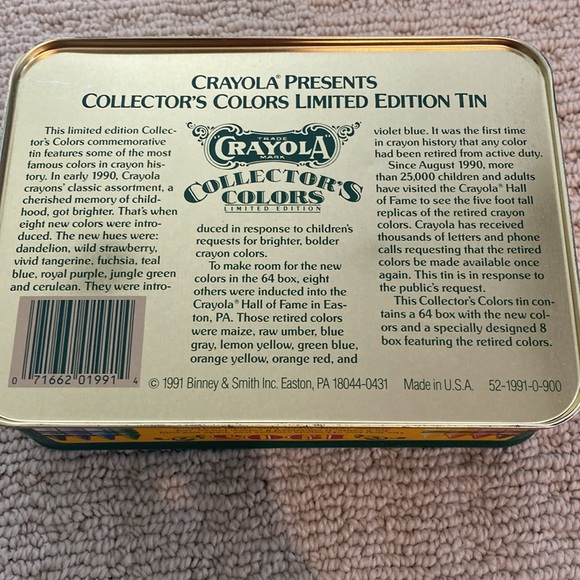 CRAYOLA® PRESENTS
COLLECTOR'S COLORS LIMITED EDITION TIN
This limited edition Collec-
tor's Colors commemorative
tin features some of the most
famous colors in crayon his-
tory. In early 1990, Crayola
crayons' classic assortment, a
cherished memory of child-
hood, got brighter. That's when
eight new colors were intro-
duced. The new hues were:
dandelion, wild strawberry,
vivid tangerine, fuchsia, teal
blue, royal purple, jungle green
and cerulean. They were intro-
TRADE
CRAYOLA
MARK
COLLECTOR'S
COLORS
LIMITED EDITION
duced in response to children's
requests for brighter, bolder
crayon colors.
To make room for the new
colors in the 64 box, eight
others were inducted into the
Crayola® Hall of Fame in Eas-
ton, PA. Those retired colors
were maize, raw umber, blue
gray, lemon yellow, green blue,
orange yellow, orange red, and
violet blue. It was the first time
in crayon history that any color
had been retired from active duty.
Since August 1990, more
than 25,000 children and adults
have visited the Crayola® Hall
of Fame to see the five foot tall
replicas of the retired crayon
colors. Crayola has received
thousands of letters and phone
calls requesting that the retired
colors be made available once
again. This tin is in response to
the public's request.
This Collector's Colors tin con-
tains a 64 box with the new col-
ors and a specially designed 8
box featuring the retired colors.
0 71662 01991 4
© 1991 Binney & Smith Inc. Easton, PA 18044-0431 Made in U.S.A. 52-1991-0-900